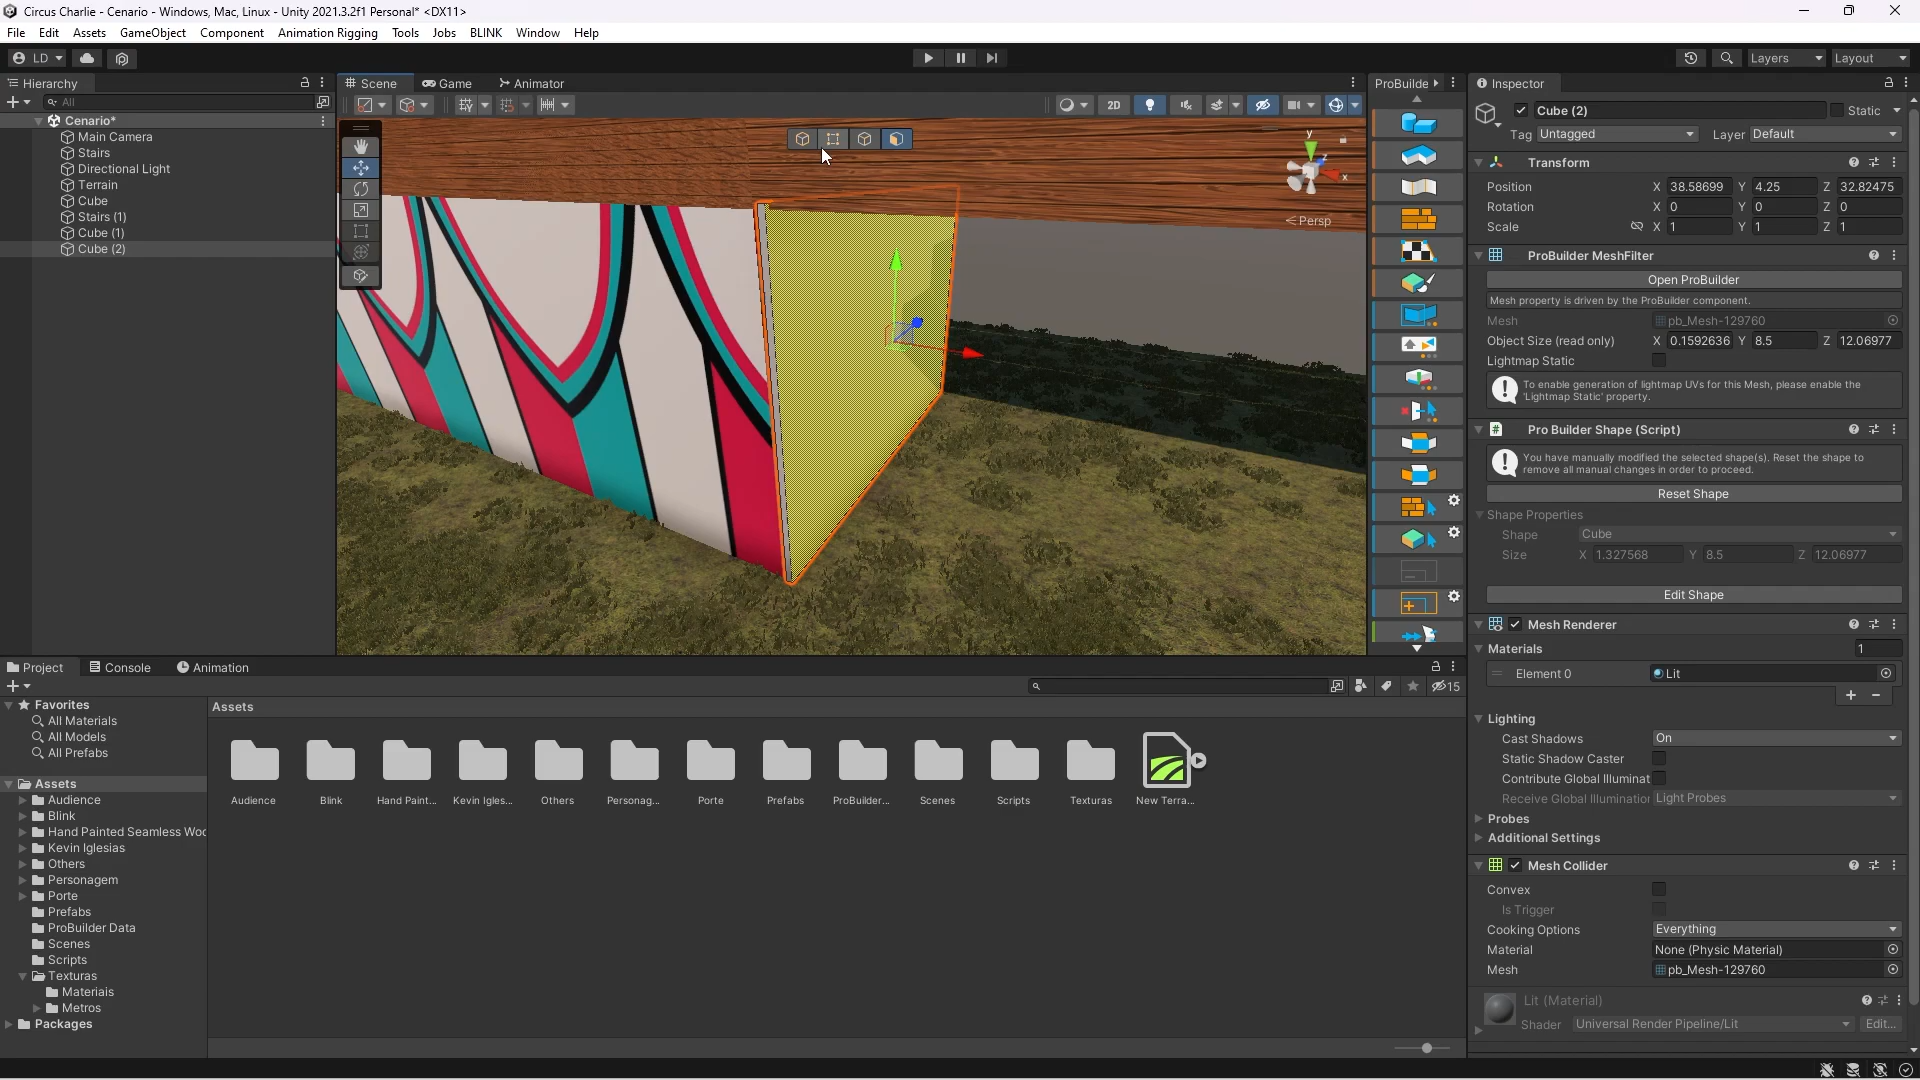 Circus Charlie - Cenario - Windows, Mac, Linux - Unity 2021.3.2f1 Personal* <DX11>
File Edit Assets GameObject Component Animation Rigging Tools Jobs BLINK Window Help
LD Layers Layout
Hierarchy
All
Cenario*
Main Camera
Stairs
Directional Light
Terrain
Cube
Stairs (1)
Cube (1)
Cube (2)
Scene Game Animator
2D
y
z
x
Persp
ProBuilde
Inspector
Cube (2) Static
Tag Untagged Layer Default
Transform
Position X 38.58699 Y 4.25 Z 32.82475
Rotation X 0 Y 0 Z 0
Scale X 1 Y 1 Z 1
ProBuilder MeshFilter
Open ProBuilder
Mesh property is driven by the ProBuilder component.
Mesh pb_Mesh-129760
Object Size (read only) X 0.1592636 Y 8.5 Z 12.06977
Lightmap Static
To enable generation of lightmap UVs for this Mesh, please enable the
'Lightmap Static' property.
Pro Builder Shape (Script)
You have manually modified the selected shape(s). Reset the shape to
remove all manual changes in order to proceed.
Reset Shape
Shape Properties
Shape Cube
Size X 1.327568 Y 8.5 Z 12.06977
Edit Shape
Mesh Renderer
Materials 1
Element 0 Lit
Lighting
Cast Shadows On
Static Shadow Caster
Contribute Global Illuminat
Receive Global Illumination Light Probes
Probes
Additional Settings
Mesh Collider
Convex
Is Trigger
Cooking Options Everything
Material None (Physic Material)
Mesh pb_Mesh-129760
Lit (Material)
Shader Universal Render Pipeline/Lit Edit...
Project Console Animation
15
Favorites
All Materials
All Models
All Prefabs
Assets
Audience
Blink
Hand Painted Seamless Woo
Kevin Iglesias
Others
Personagem
Porte
Prefabs
ProBuilder Data
Scenes
Scripts
Texturas
Materiais
Metros
Packages
Assets
Audience Blink Hand Paint... Kevin Igles... Others Personag... Porte Prefabs ProBuilder... Scenes Scripts Texturas New Terra...